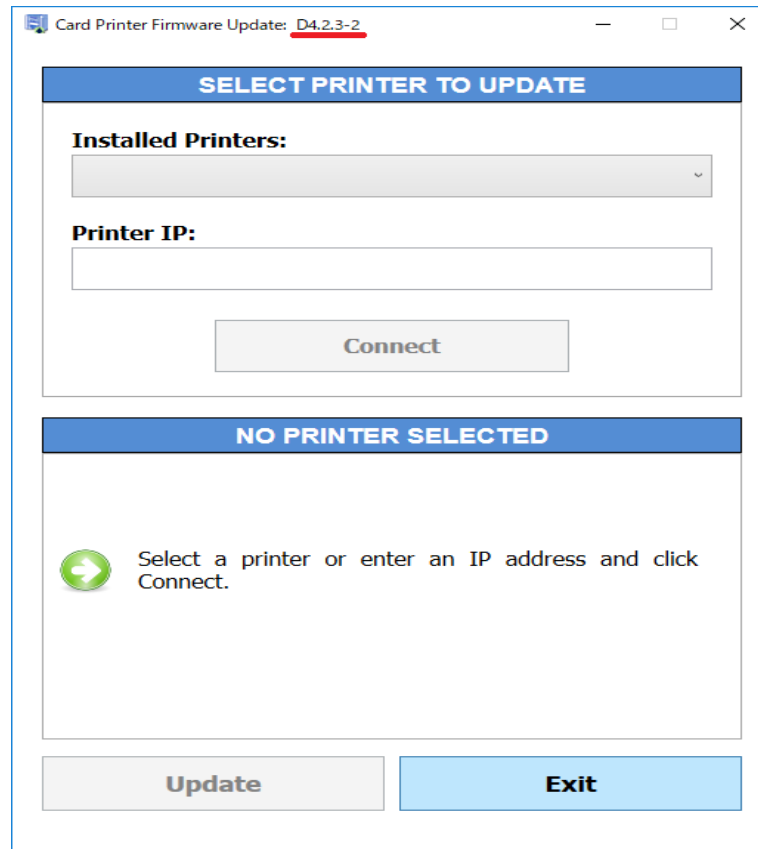 Card Printer Firmware Update: D4.2.3-2
SELECT PRINTER TO UPDATE
Installed Printers:
Printer IP:
Connect
NO PRINTER SELECTED
Select a printer or enter an IP address and click
Connect.
Update
Exit